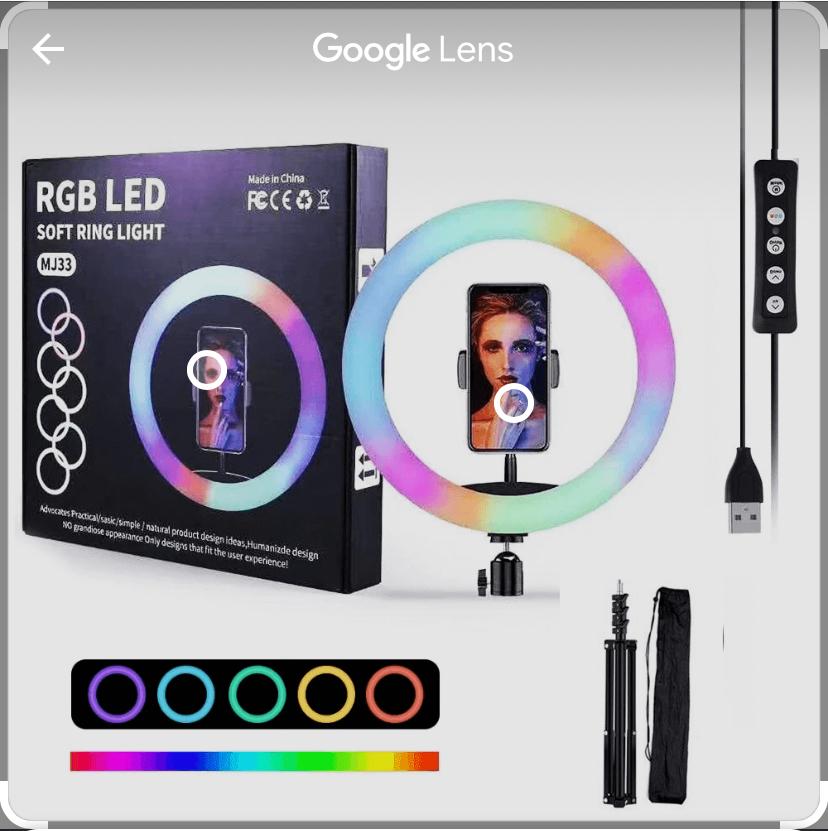 Google Lens
RGB LED
SOFT RING LIGHT
MJ33
Made in China
FC CE
Advocates Practical/sasic/simple / natural product design ideas,Humanizde design
NO grandiose appearance Only designs that fit the user experience!